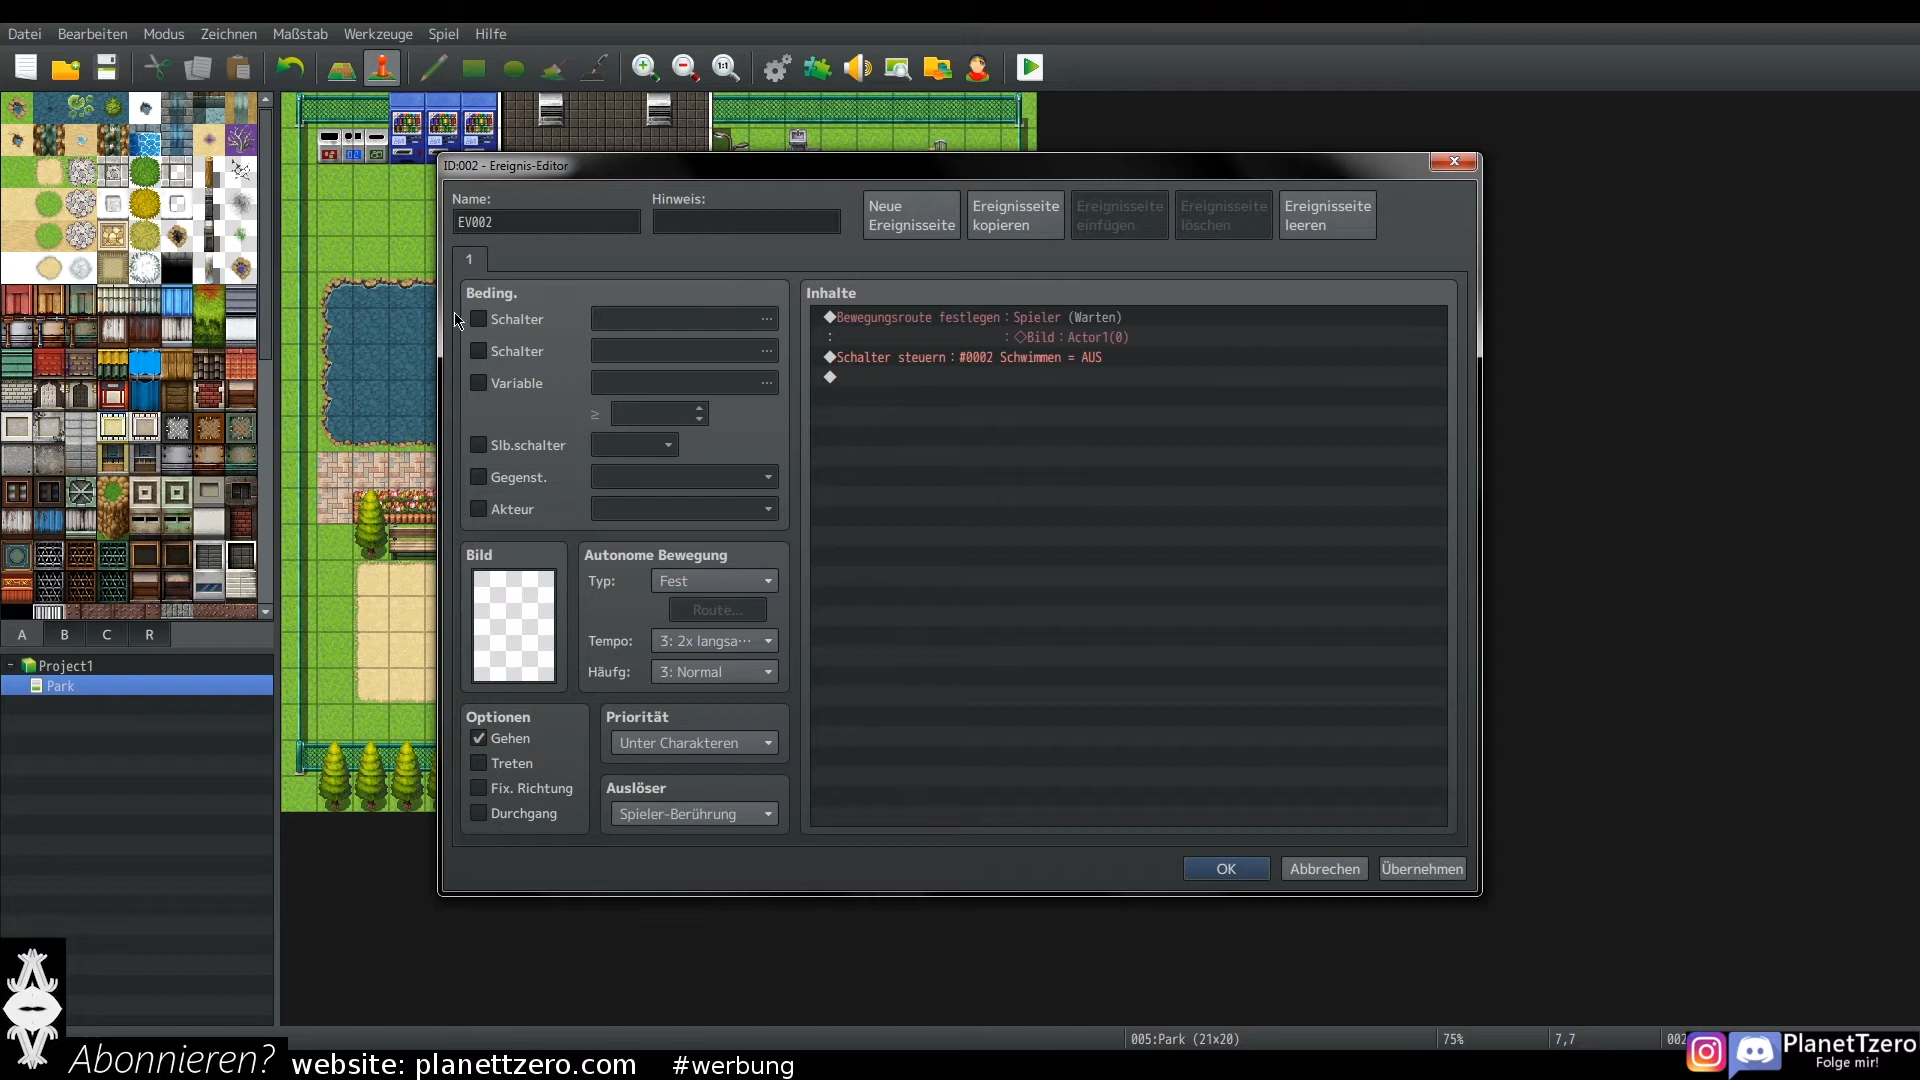 Datei Bearbeiten Modus Zeichnen Maßstab Werkzeuge Spiel Hilfe
1:1
ID:002 - Ereignis-Editor
Name:
Hinweis:
EV002
Neue
Ereignisseite
Ereignisseite
kopieren
Ereignisseite
einfügen
Ereignisseite
löschen
Ereignisseite
leeren
1
Beding.
Schalter ...
Schalter ...
Variable ...
≥
Slb.schalter
Gegenst.
Akteur
Bild
Autonome Bewegung
Typ: Fest
Route...
Tempo: 3: 2x langsa···
Häufg: 3: Normal
Optionen
Gehen
Treten
Fix. Richtung
Durchgang
Priorität
Unter Charakteren
Auslöser
Spieler-Berührung
Inhalte
◆Bewegungsroute festlegen：Spieler (Warten)
: ：◇Bild：Actor1(0)
◆Schalter steuern：#0002 Schwimmen = AUS
◆
OK Abbrechen Übernehmen
A B C R
Project1
Park
005:Park (21x20) 75% 7,7 002
Abonnieren? website: planettzero.com #werbung
PlanetTzero
Folge mir!